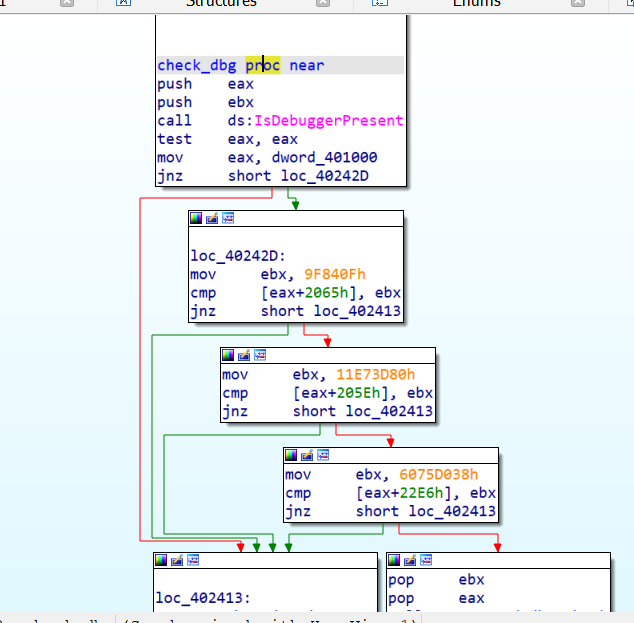 Structures
Enums
check_dbg proc near
push eax
push ebx
call ds:IsDebuggerPresent
test eax, eax
mov eax, dword_401000
jnz short loc_40242D
loc_40242D:
mov ebx, 9F840Fh
cmp [eax+2065h], ebx
jnz short loc_402413
mov ebx, 11E73D80h
cmp [eax+205Eh], ebx
jnz short loc_402413
mov ebx, 6075D038h
cmp [eax+22E6h], ebx
jnz short loc_402413
loc_402413:
pop ebx
pop eax